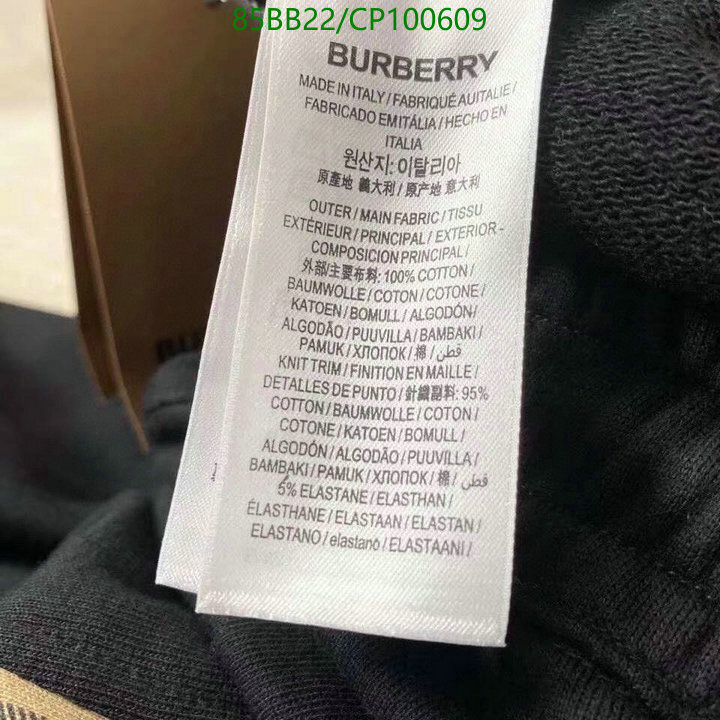 85BB22/CP100609
BURBERRY
MADE IN ITALY / FABRIQUÉ AU ITALIE /
FABRICADO EM ITÁLIA / HECHO EN
ITALIA
원산지: 이탈리아
原產地 義大利 / 原产地 意大利
OUTER / MAIN FABRIC / TISSU
EXTÉRIEUR / PRINCIPAL / EXTERIOR -
COMPOSICION PRINCIPAL /
外部/主要布料: 100% COTTON /
BAUMWOLLE / COTON / COTONE /
KATOEN / BOMULL / ALGODÓN /
ALGODÃO / PUUVILLA / BAMBAKI /
PAMUK / ХЛОПОК / 棉 / قطن /
KNIT TRIM / FINITION EN MAILLE /
DETALLES DE PUNTO / 針織副料: 95%
COTTON / BAUMWOLLE / COTON /
COTONE / KATOEN / BOMULL /
ALGODÓN / ALGODÃO / PUUVILLA /
BAMBAKI / PAMUK / ХЛОПОК / 棉 / قطن /
5% ELASTANE / ELASTHAN /
ÉLASTHANE / ELASTAAN / ELASTAN /
ELASTANO / elastanò / ELASTAANI /